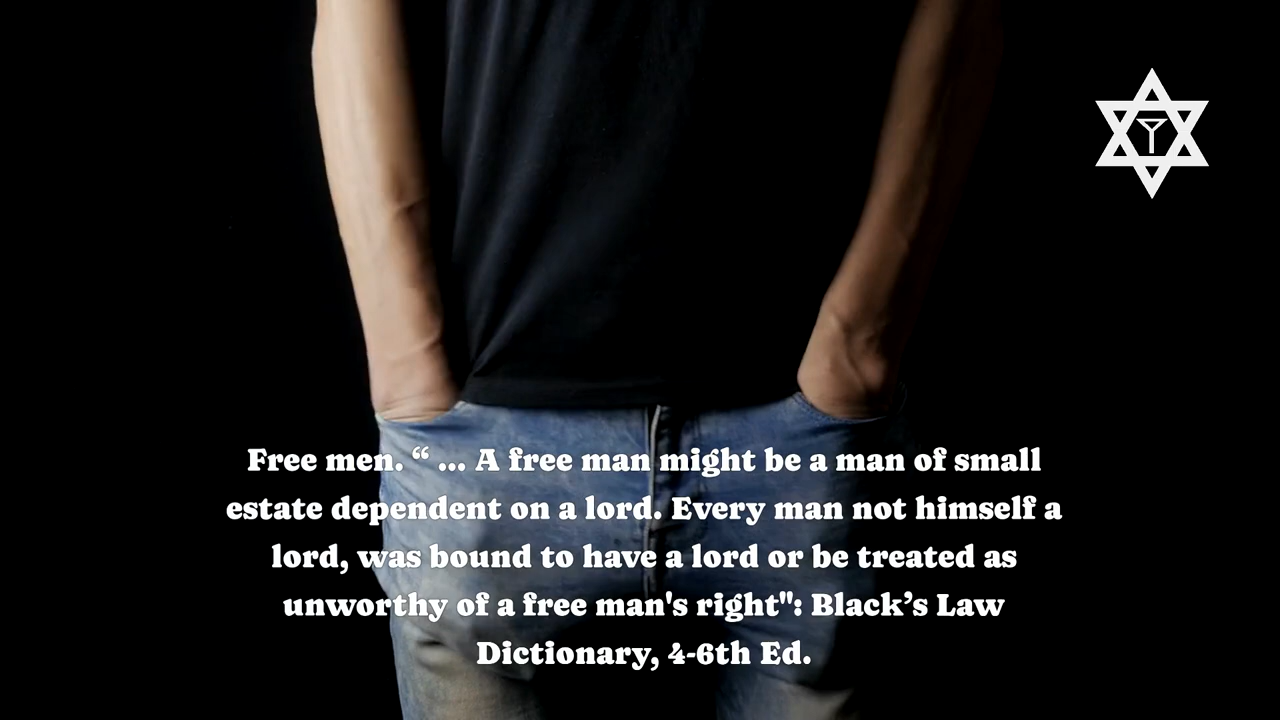 Free men. “ ... A free man might be a man of small
estate dependent on a lord. Every man not himself a
lord, was bound to have a lord or be treated as
unworthy of a free man's right": Black’s Law
Dictionary, 4-6th Ed.